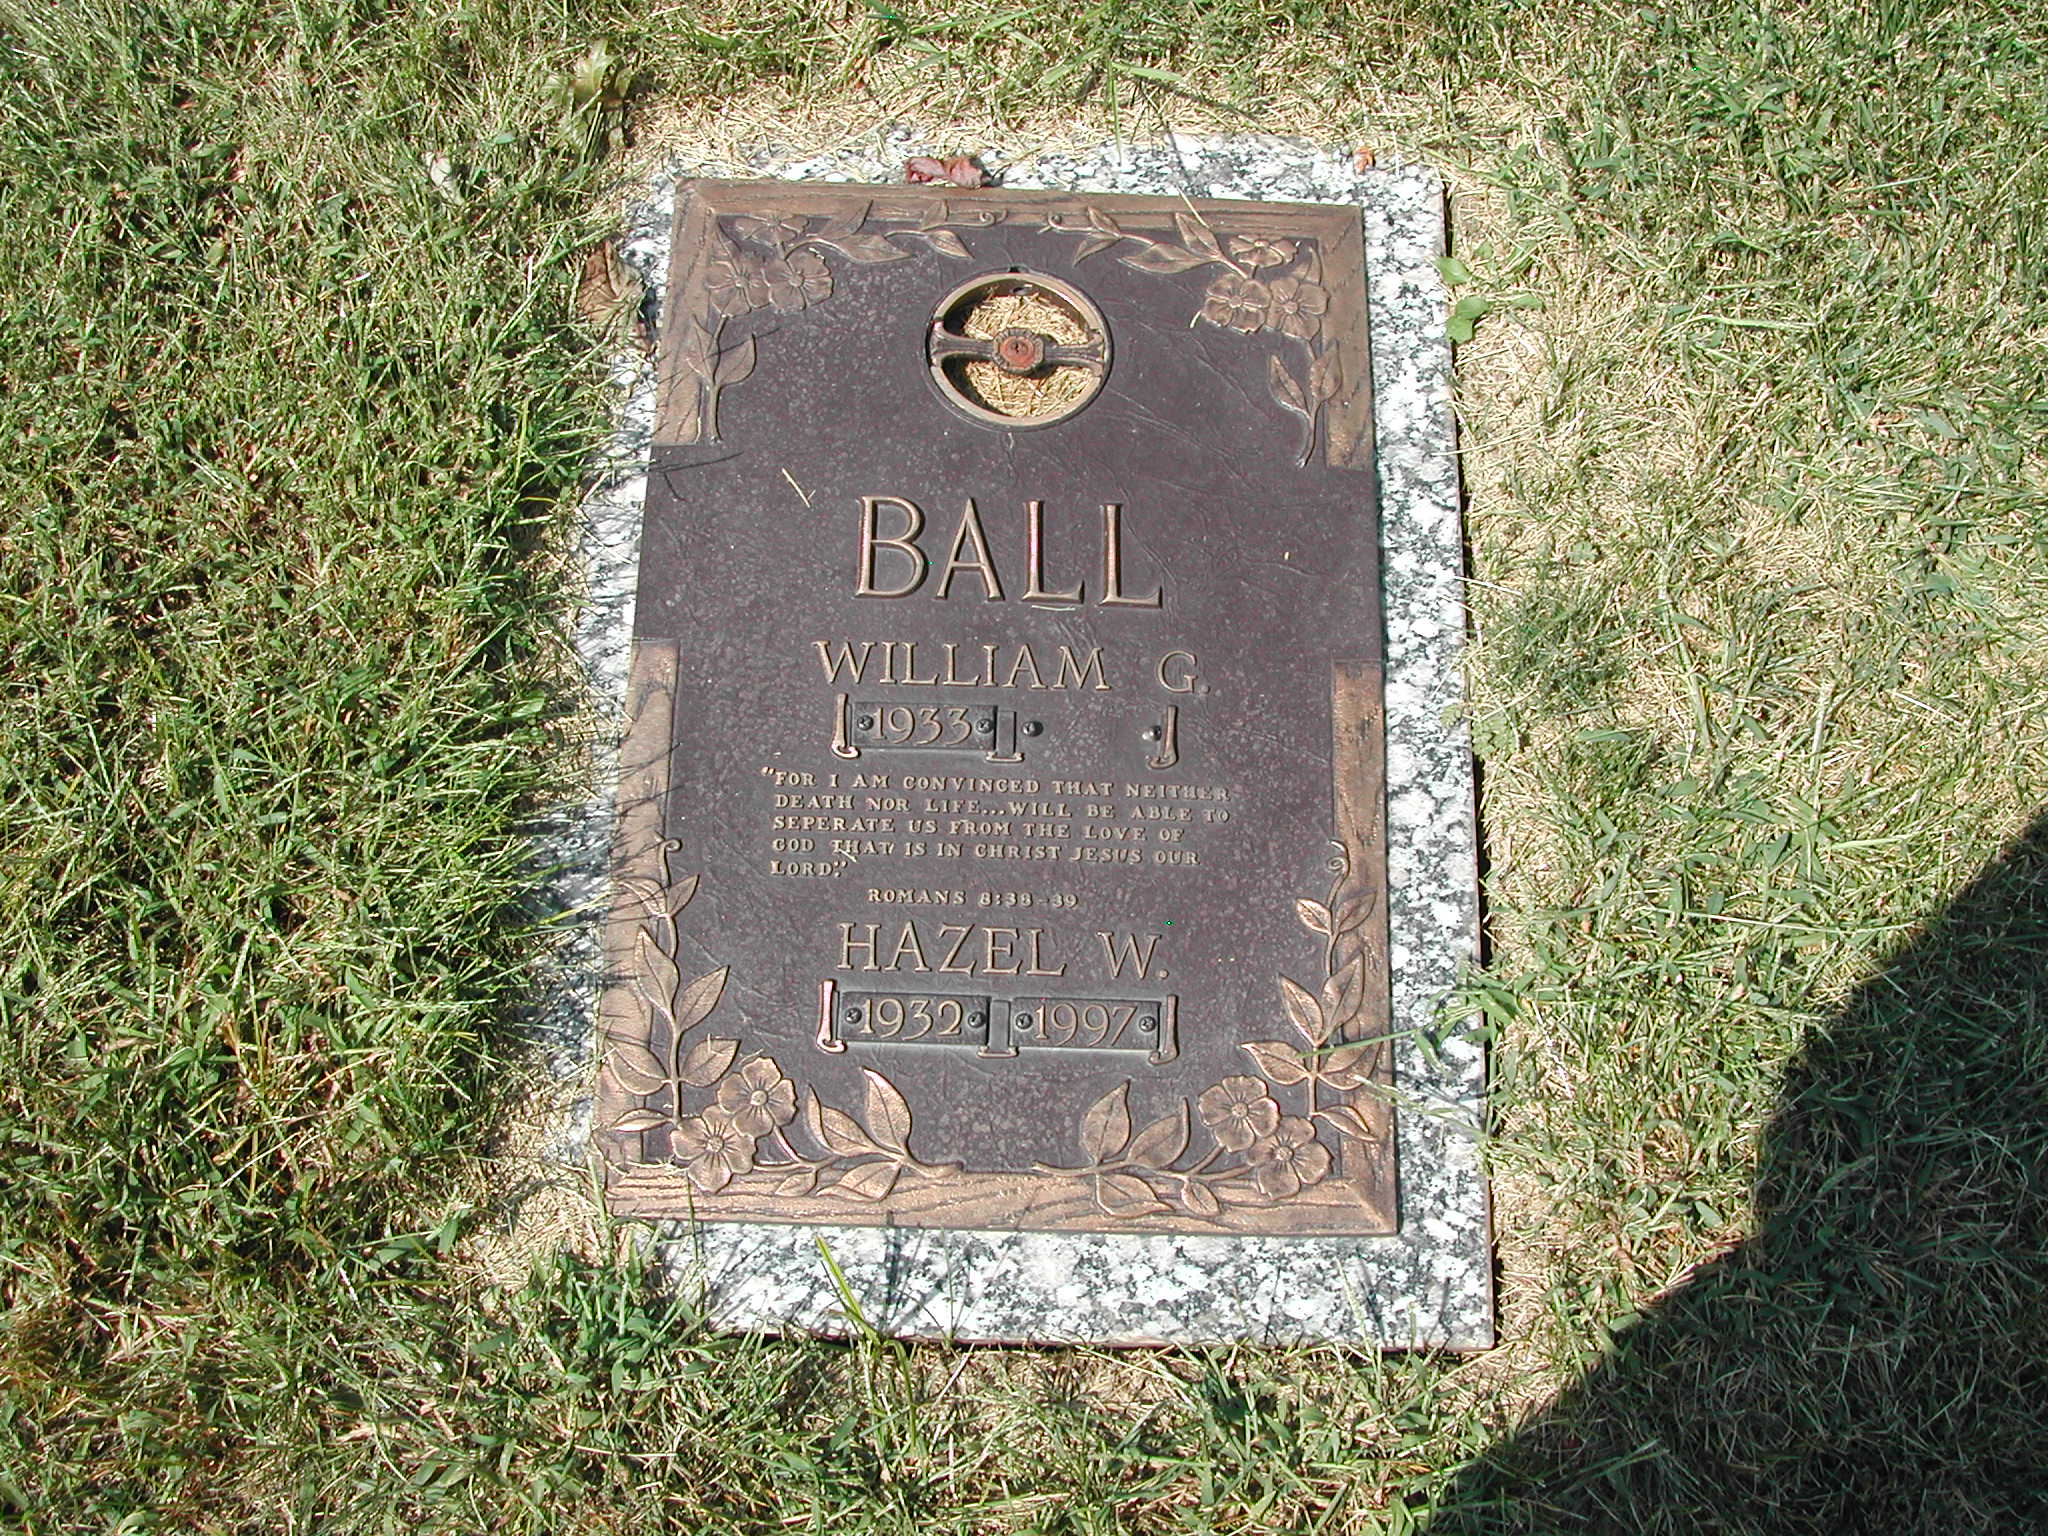 BALL
WILLIAM G.
1933
"FOR I AM CONVINCED THAT NEITHER
DEATH NOR LIFE...WILL BE ABLE TO
SEPERATE US FROM THE LOVE OF
GOD THAT IS IN CHRIST JESUS OUR
LORD."
ROMANS 8:38-39
HAZEL W.
1932 1997